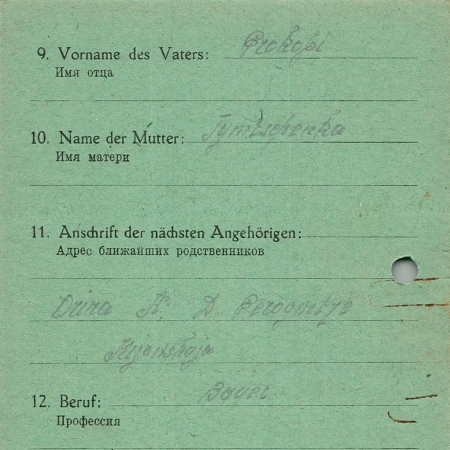 9. Vorname des Vaters: Prokopi
Имя отца
10. Name der Mutter: Tymtschenka
Имя матери
11. Anschrift der nächsten Angehörigen:
Адрес ближайших родственников
N. D.
12. Beruf: Bauer
Профессия